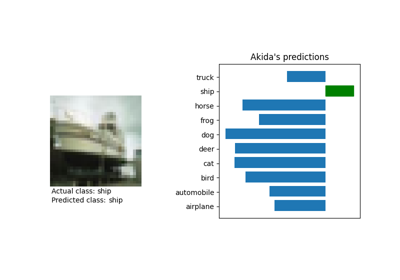 Akida's predictions
truck
ship
horse
frog
dog
deer
cat
bird
automobile
airplane
Actual class: ship
Predicted class: ship